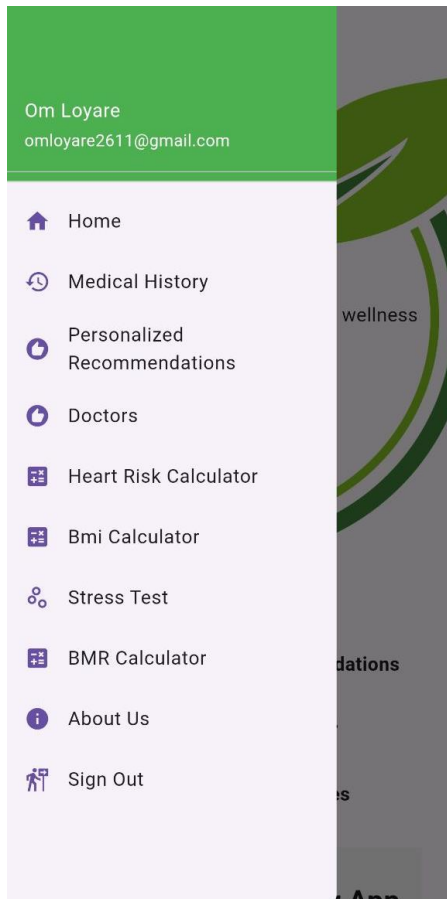 Om Loyare
omloyare2611@gmail.com
Home
Medical History
wellness
Personalized
Recommendations
Doctors
Heart Risk Calculator
Bmi Calculator
Stress Test
BMR Calculator
dations
About Us
Sign Out
es
App